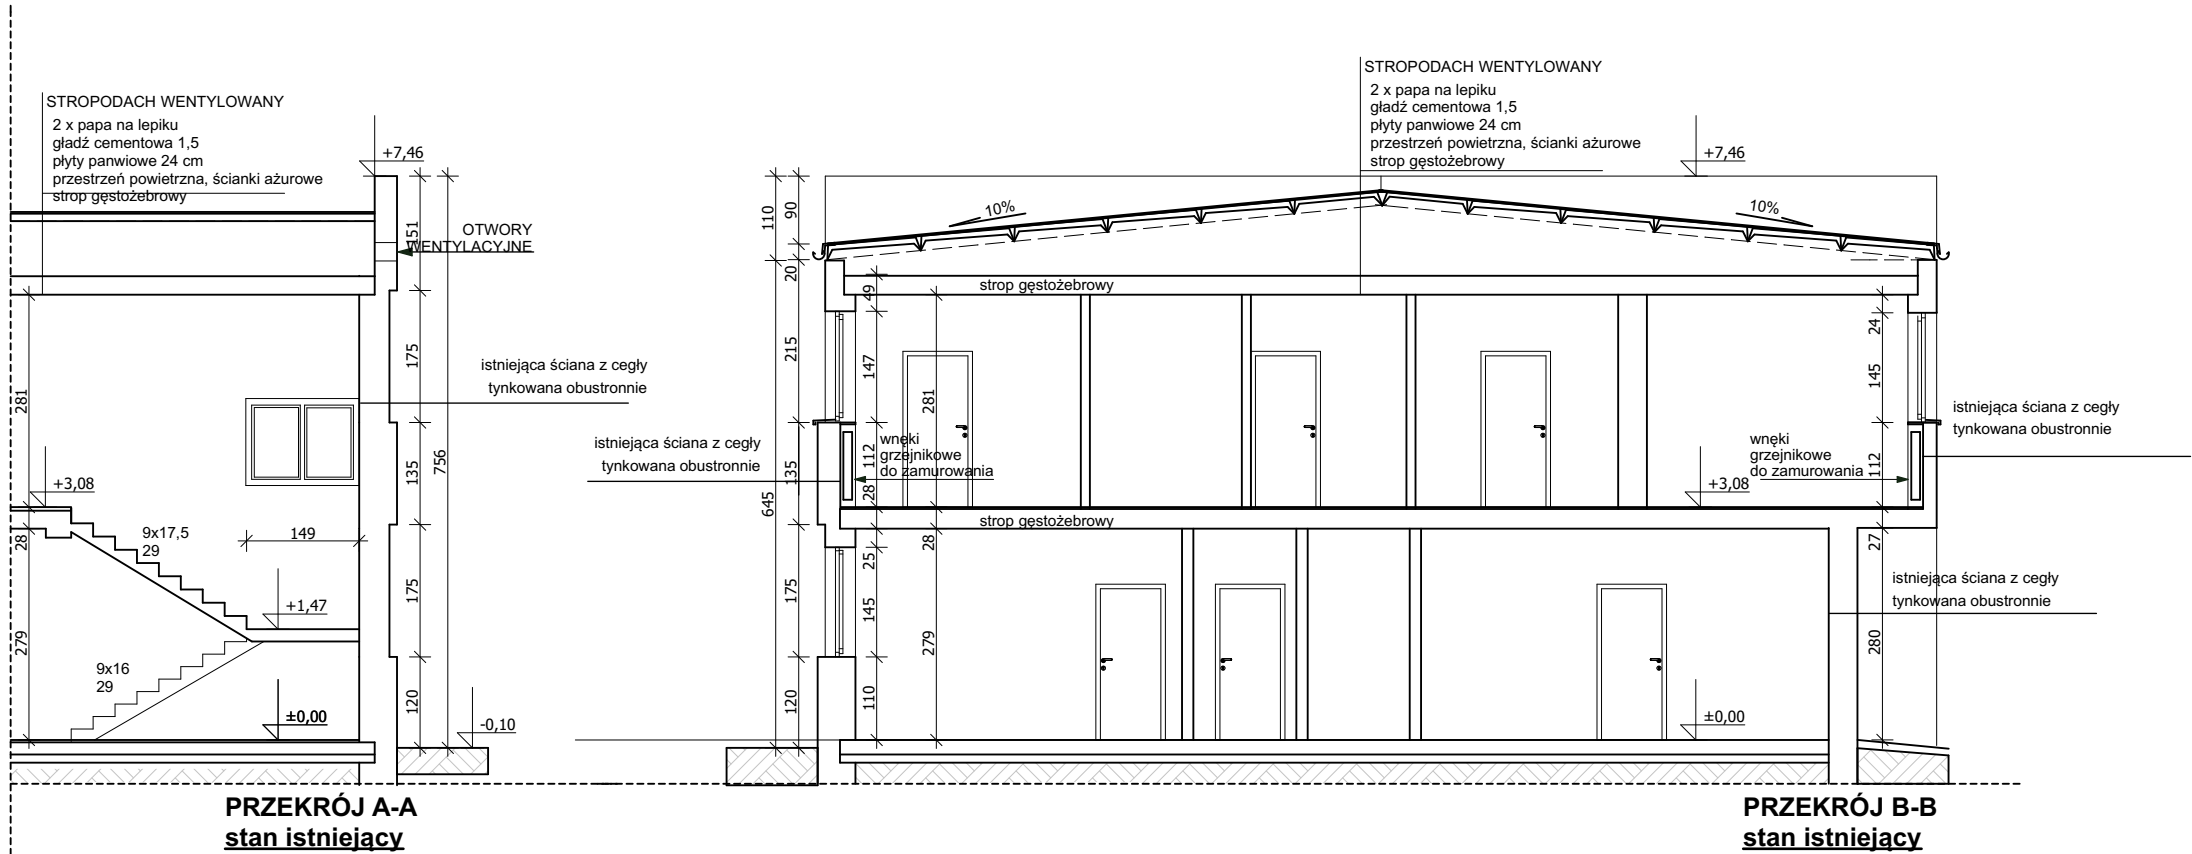 STROPODACH WENTYLOWANY
2 x papa na lepiku
gładź cementowa 1,5
płyty panwiowe 24 cm
przestrzeń powietrzna, ścianki ażurowe
strop gęstożebrowy
+7,46
151
OTWORY
WENTYLACYJNE
281
175
istniejąca ściana z cegły
tynkowana obustronnie
135
756
+3,08
28
9x17,5
29
149
175
+1,47
279
9x16
29
120
±0,00
-0,10
PRZEKRÓJ A-A
stan istniejący
STROPODACH WENTYLOWANY
2 x papa na lepiku
gładź cementowa 1,5
płyty panwiowe 24 cm
przestrzeń powietrzna, ścianki ażurowe
strop gęstożebrowy
+7,46
110
90
10%
10%
20
49
strop gęstożebrowy
24
215
147
281
145
istniejąca ściana z cegły
tynkowana obustronnie
istniejąca ściana z cegły
tynkowana obustronnie
wnęki
grzejnikowe
do zamurowania
wnęki
grzejnikowe
do zamurowania
135
112
112
645
28
+3,08
strop gęstożebrowy
28
27
25
175
145
istniejąca ściana z cegły
tynkowana obustronnie
279
280
120
110
±0,00
PRZEKRÓJ B-B
stan istniejący